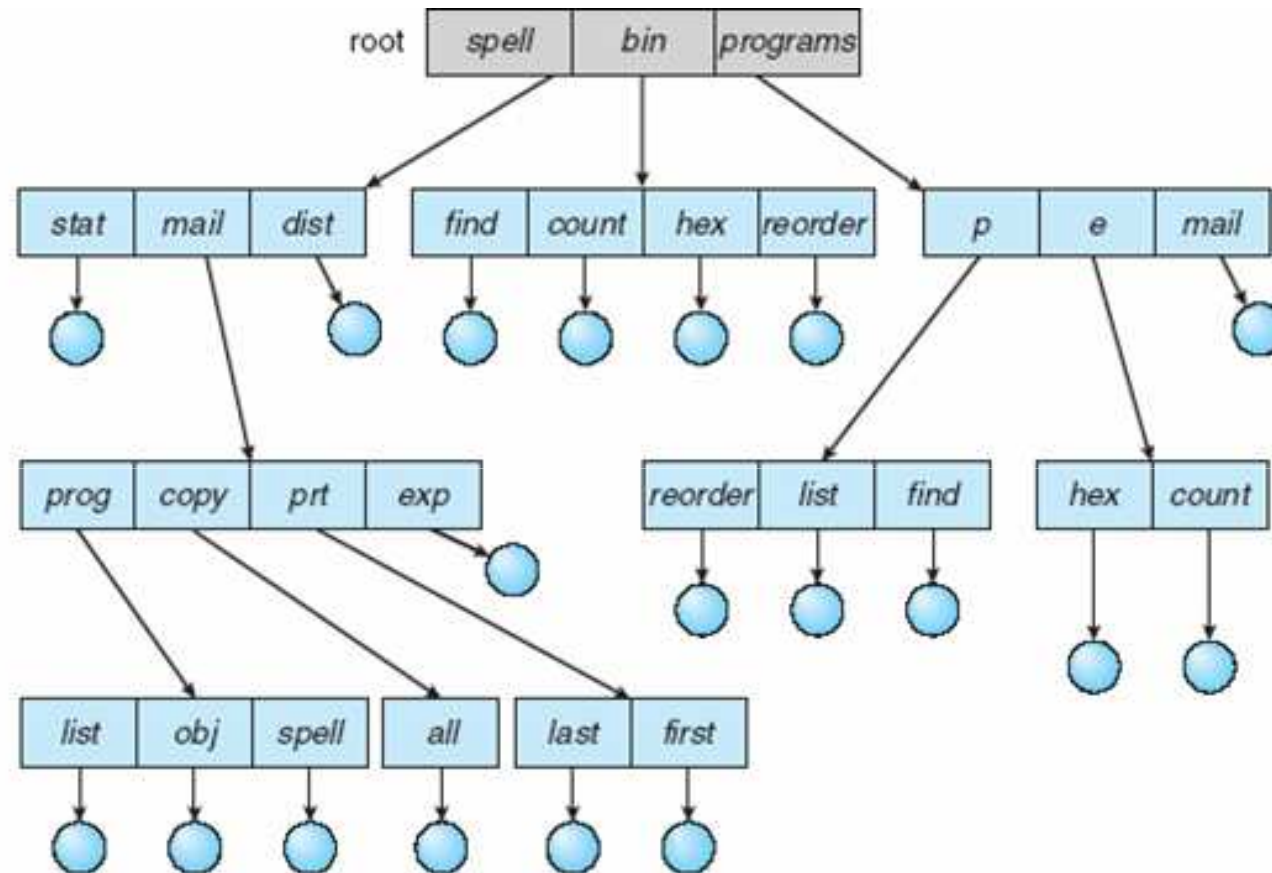 root spell bin programs
stat mail dist find count hex reorder p e mail
prog copy prt exp reorder list find hex count
list obj spell all last first